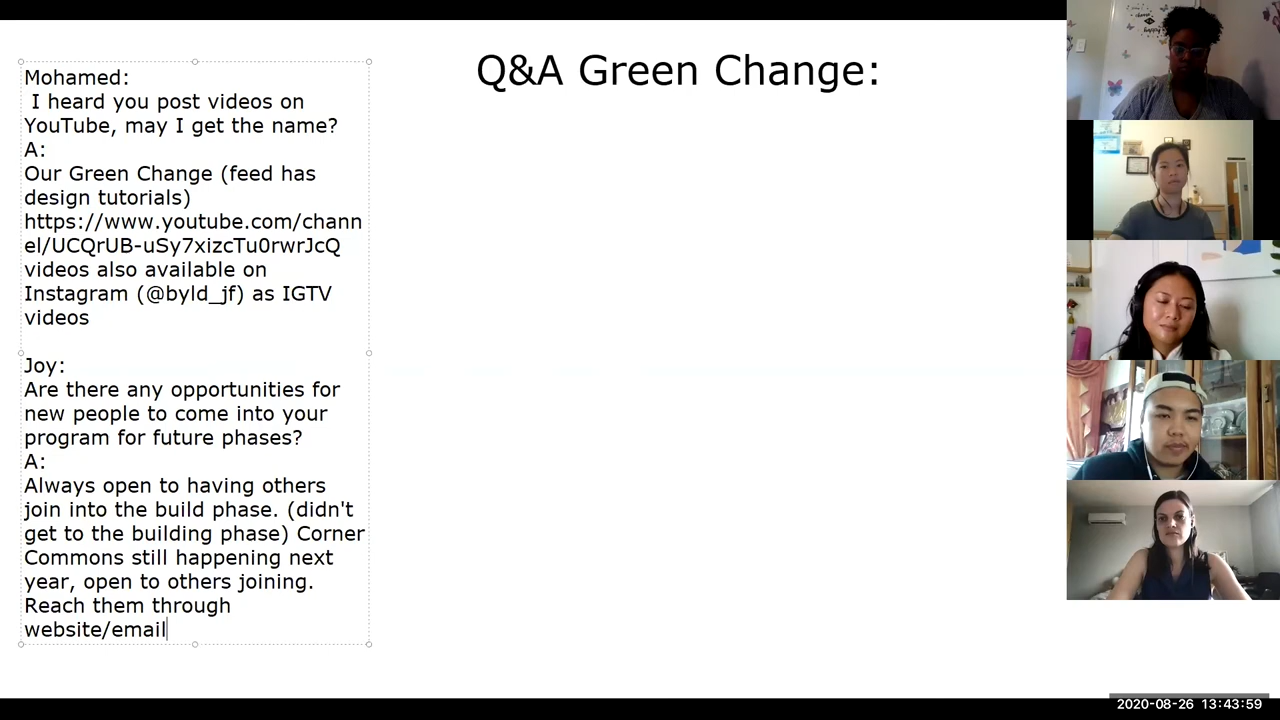 Q&A Green Change:
Mohamed:
I heard you post videos on
YouTube, may I get the name?
A:
Our Green Change (feed has
design tutorials)
https://www.youtube.com/chann
el/UCQrUB-uSy7xizcTu0rwrJcQ
videos also available on
Instagram (@byld_jf) as IGTV
videos
Joy:
Are there any opportunities for
new people to come into your
program for future phases?
A:
Always open to having others
join into the build phase. (didn't
get to the building phase) Corner
Commons still happening next
year, open to others joining.
Reach them through
website/email
happy
2020-08-26 13:43:59